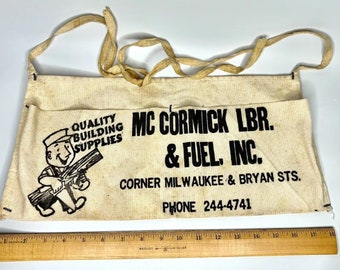 QUALITY
BUILDING
SUPPLIES
MC CORMICK LBR.
& FUEL, INC.
CORNER MILWAUKEE & BRYAN STS.
PHONE 244-4741